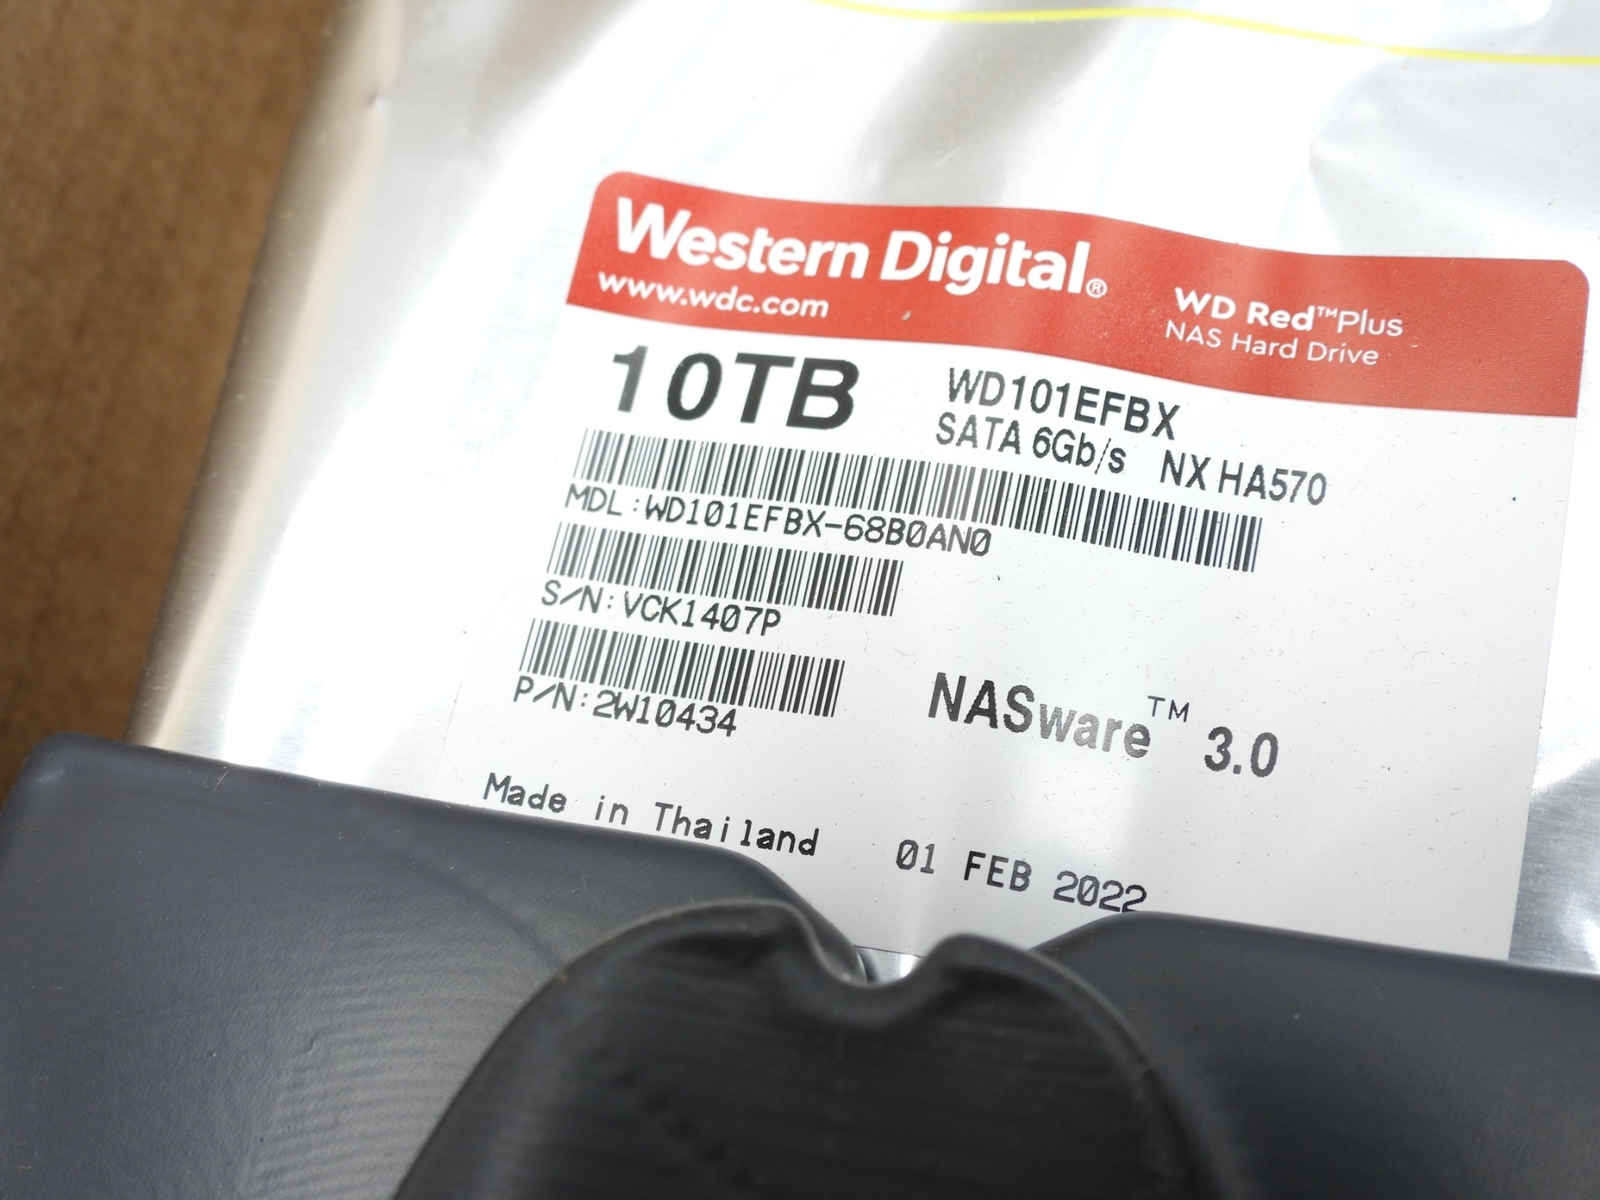 Western Digital®
www.wdc.com
WD Red™Plus
NAS Hard Drive
10TB
WD101EFBX
SATA 6Gb/s NX HA570
MDL:WD101EFBX-68B0AN0
S/N:VCK1407P
P/N:2W10434
NASware™ 3.0
Made in Thailand 01 FEB 2022